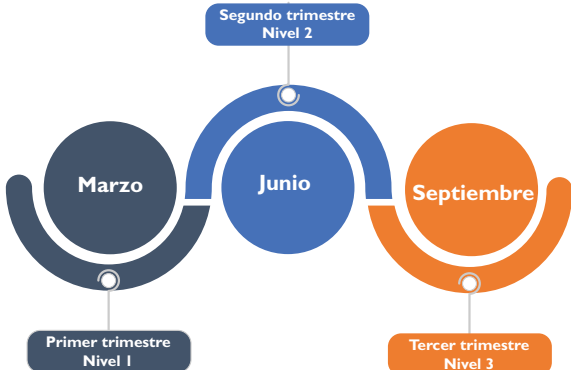 Segundo trimestre
Nivel 2
Marzo
Junio
Septiembre
Primer trimestre
Nivel 1
Tercer trimestre
Nivel 3